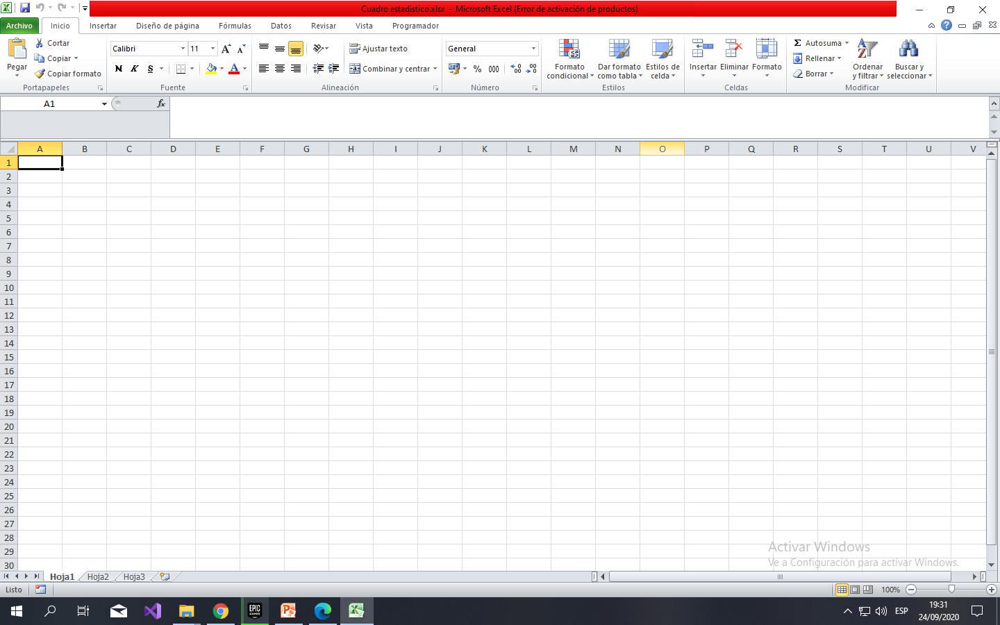 Cuadro estadistico.xlsx - Microsoft Excel (Error de activación de productos)
Archivo Inicio Insertar Diseño de página Fórmulas Datos Revisar Vista Programador
Pegar
Cortar
Copiar
Copiar formato
Portapapeles
Calibri 11
N K S
Fuente
Ajustar texto
Combinar y centrar
Alineación
General
% 000
Número
Formato condicional
Dar formato como tabla
Estilos de celda
Estilos
Insertar Eliminar Formato
Celdas
Autosuma
Rellenar
Borrar
Ordenar y filtrar
Buscar y seleccionar
Modificar
A1 fx
A B C D E F G H I J K L M N O P Q R S T U V
1
2
3
4
5
6
7
8
9
10
11
12
13
14
15
16
17
18
19
20
21
22
23
24
25
26
27
28
29
30
Activar Windows
Ve a Configuración para activar Windows.
Hoja1 Hoja2 Hoja3
Listo 100%
EPIC GAMES
ESP
19:31
24/09/2020